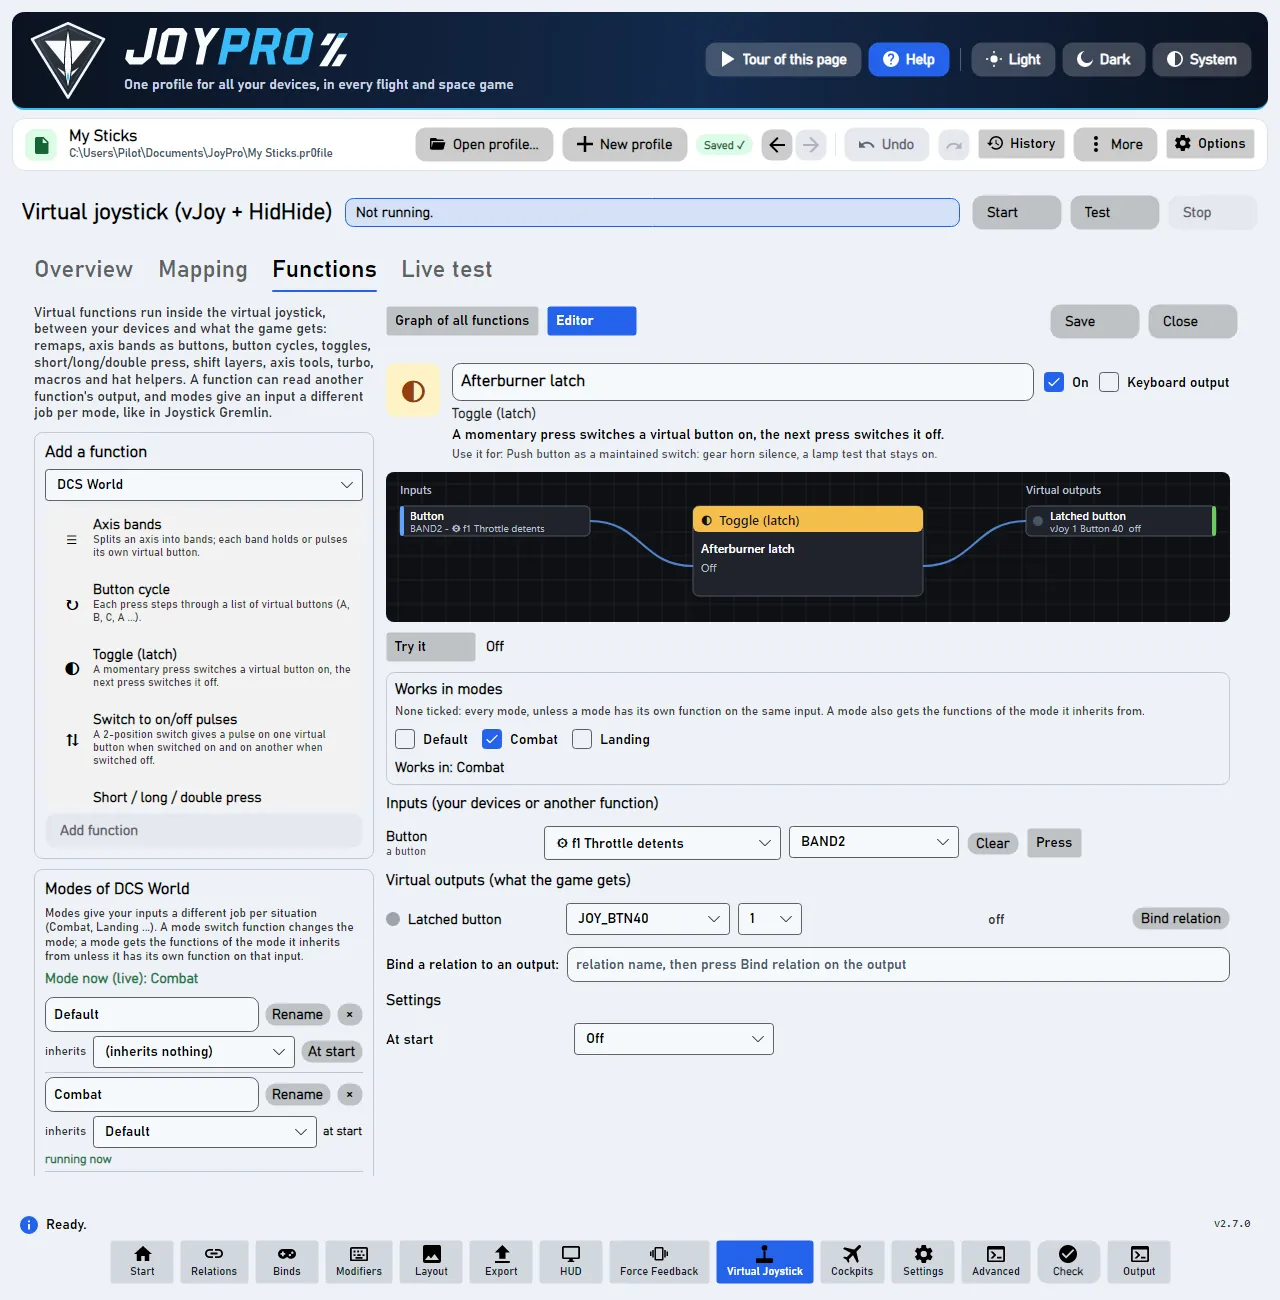 JOYPRO
One profile for all your devices, in every flight and space game
Tour of this page
Help
Light
Dark
System
My Sticks
C:\Users\Pilot\Documents\JoyPro\My Sticks.pr0file
Open profile...
New profile
Saved ✓
Undo
History
More
Options
Virtual joystick (vJoy + HidHide)
Not running.
Start
Test
Stop
Overview
Mapping
Functions
Live test
Virtual functions run inside the virtual joystick,
between your devices and what the game gets:
remaps, axis bands as buttons, button cycles, toggles,
short/long/double press, shift layers, axis tools, turbo,
macros and hat helpers. A function can read another
function's output, and modes give an input a different
job per mode, like in Joystick Gremlin.
Add a function
DCS World
Axis bands
Splits an axis into bands; each band holds or pulses
its own virtual button.
Button cycle
Each press steps through a list of virtual buttons (A,
B, C, A ...).
Toggle (latch)
A momentary press switches a virtual button on, the
next press switches it off.
Switch to on/off pulses
A 2-position switch gives a pulse on one virtual
button when switched on and on another when
switched off.
Short / long / double press
Add function
Modes of DCS World
Modes give your inputs a different job per situation
(Combat, Landing ...). A mode switch function changes the
mode; a mode gets the functions of the mode it inherits
from unless it has its own function on that input.
Mode now (live): Combat
Default
Rename
×
inherits
(inherits nothing)
At start
Combat
Rename
×
inherits
Default
at start
running now
Graph of all functions
Editor
Save
Close
Afterburner latch
On
Keyboard output
Toggle (latch)
A momentary press switches a virtual button on, the next press switches it off.
Use it for: Push button as a maintained switch: gear horn silence, a lamp test that stays on.
Inputs
Virtual outputs
Button
BAND2 - ⚙ f1 Throttle detents
Toggle (latch)
Afterburner latch
Off
Latched button
vJoy 1 Button 40 off
Try it
Off
Works in modes
None ticked: every mode, unless a mode has its own function on the same input. A mode also gets the functions of the mode it inherits from.
Default
Combat
Landing
Works in: Combat
Inputs (your devices or another function)
Button
a button
⚙ f1 Throttle detents
BAND2
Clear
Press
Virtual outputs (what the game gets)
Latched button
JOY_BTN40
1
off
Bind relation
Bind a relation to an output:
relation name, then press Bind relation on the output
Settings
At start
Off
Ready.
v2.7.0
Start
Relations
Binds
Modifiers
Layout
Export
HUD
Force Feedback
Virtual Joystick
Cockpits
Settings
Advanced
Check
Output